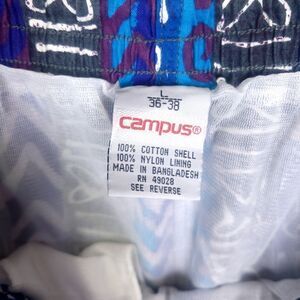 L
36-38
campus®
100% COTTON SHELL
100% NYLON LINING
MADE IN BANGLADESH
RN 49028
SEE REVERSE